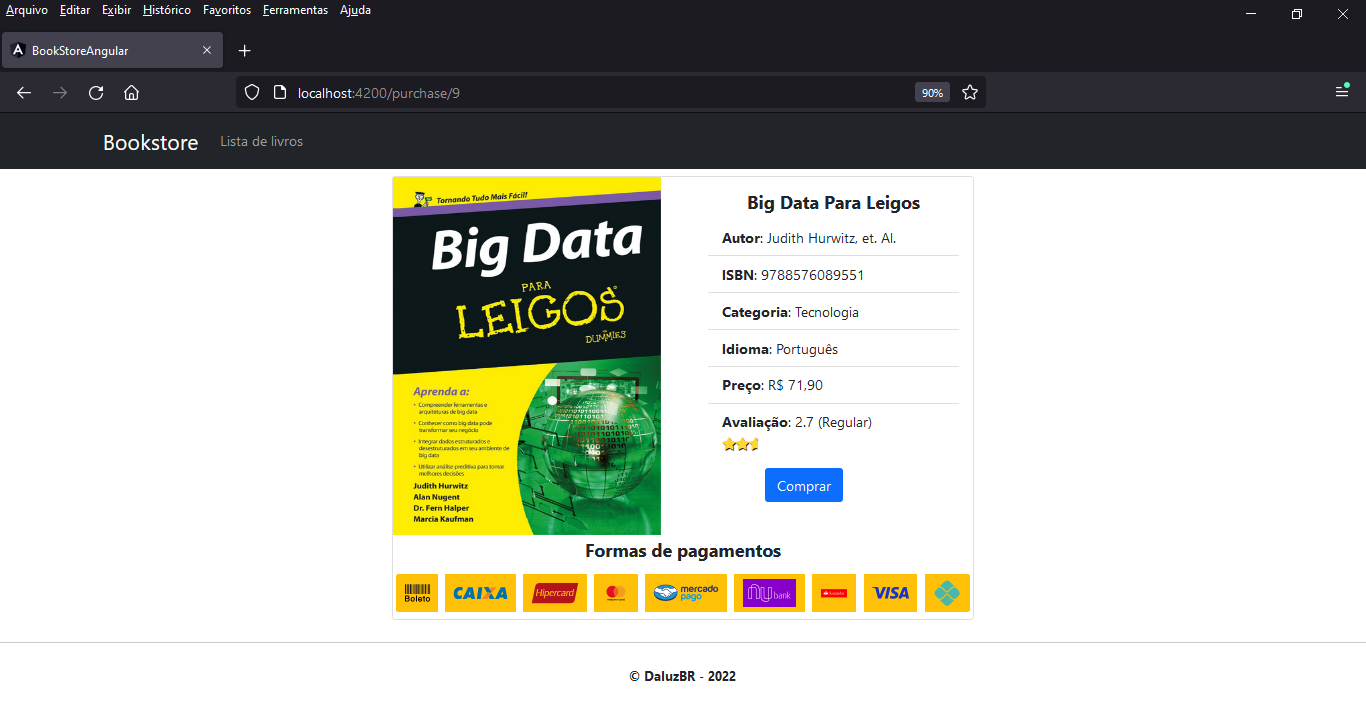 Arquivo Editar Exibir Histórico Favoritos Ferramentas Ajuda
BookStoreAngular
localhost:4200/purchase/9
90%
Bookstore Lista de livros
Tornando Tudo Mais Fácil!
Big Data
PARA
LEIGOS
DUMMIES
Aprenda a:
• Compreender ferramentas e
arquiteturas de big data
• Conhecer como big data pode
transformar seu negócio
• Integrar dados estruturados e
desestruturados em seu ambiente de
big data
• Utilizar análise preditiva para tomar
melhores decisões
Judith Hurwitz
Alan Nugent
Dr. Fern Halper
Marcia Kaufman
Big Data Para Leigos
Autor: Judith Hurwitz, et. Al.
ISBN: 9788576089551
Categoria: Tecnologia
Idioma: Português
Preço: R$ 71,90
Avaliação: 2.7 (Regular)
Comprar
Formas de pagamentos
Boleto
CAIXA
Hipercard
mercado
pago
nu bank
VISA
© DaluzBR - 2022